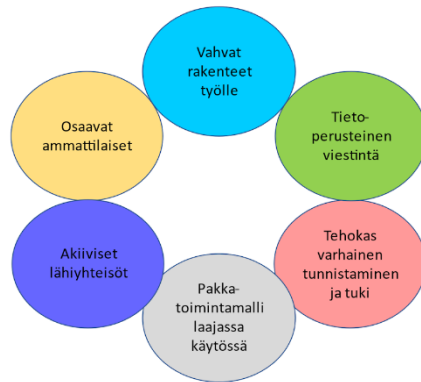 Vahvat
rakenteet
työlle
Tieto-
perusteinen
viestintä
Tehokas
varhainen
tunnistaminen
ja tuki
Pakka-
toimintamalli
laajassa
käytössä
Akiiviset
lähiyhteisöt
Osaavat
ammattilaiset